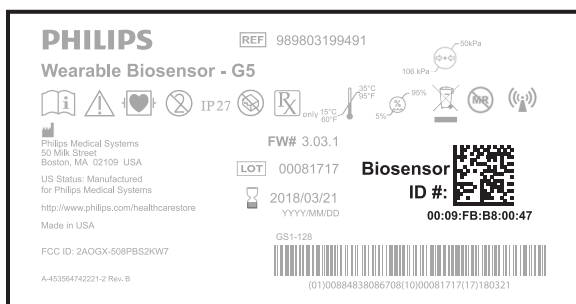 PHILIPS
REF 989803199491
50kPa
106 kPa
Wearable Biosensor - G5
IP 27
Rx only
15°C
60°F
35°C
95°F
5%
95%
MR
Philips Medical Systems
50 Milk Street
Boston, MA  02109  USA
US Status: Manufactured
for Philips Medical Systems
http://www.philips.com/healthcarestore
Made in USA
FCC ID: 2AOGX-508PBS2KW7
A-453564742221-2 Rev. B
FW# 3.03.1
LOT 00081717
2018/03/21
YYYY/MM/DD
Biosensor
ID #:
00:09:FB:B8:00:47
GS1-128
(01)00884838086708(10)00081717(17)180321